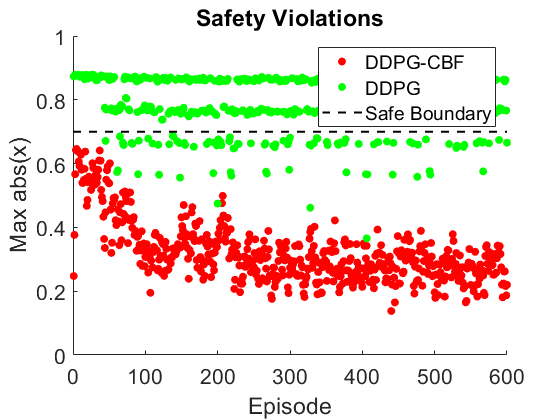 Safety Violations
1
0.8
0.6
0.4
0.2
0
Max abs(x)
DDPG-CBF
DDPG
Safe Boundary
0 100 200 300 400 500 600
Episode